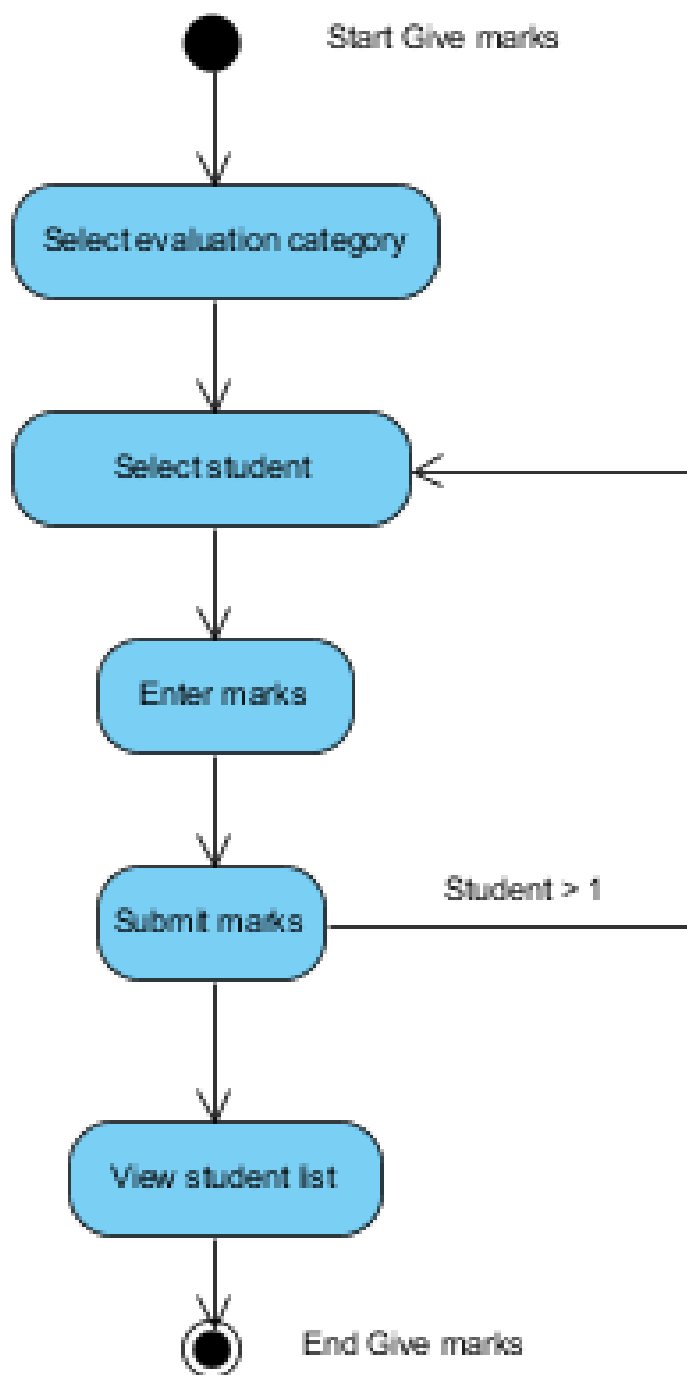 Start Give marks
Select evaluation category
Select student
Enter marks
Student > 1
Submit marks
View student list
End Give marks